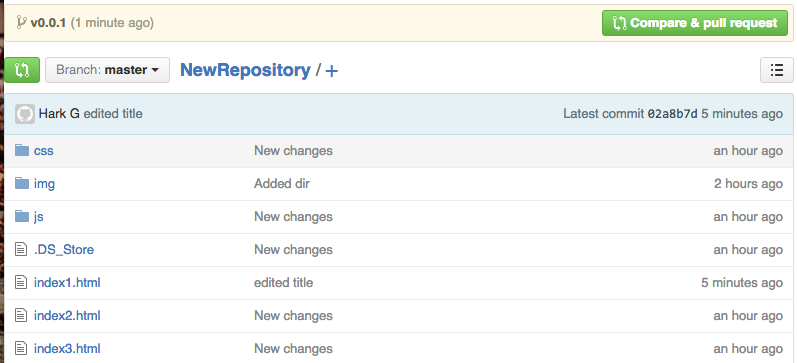 v0.0.1 (1 minute ago) Compare & pull request
Branch: master NewRepository / +
Hark G edited title Latest commit 02a8b7d 5 minutes ago
css New changes an hour ago
img Added dir 2 hours ago
js New changes an hour ago
.DS_Store New changes an hour ago
index1.html edited title 5 minutes ago
index2.html New changes an hour ago
index3.html New changes an hour ago